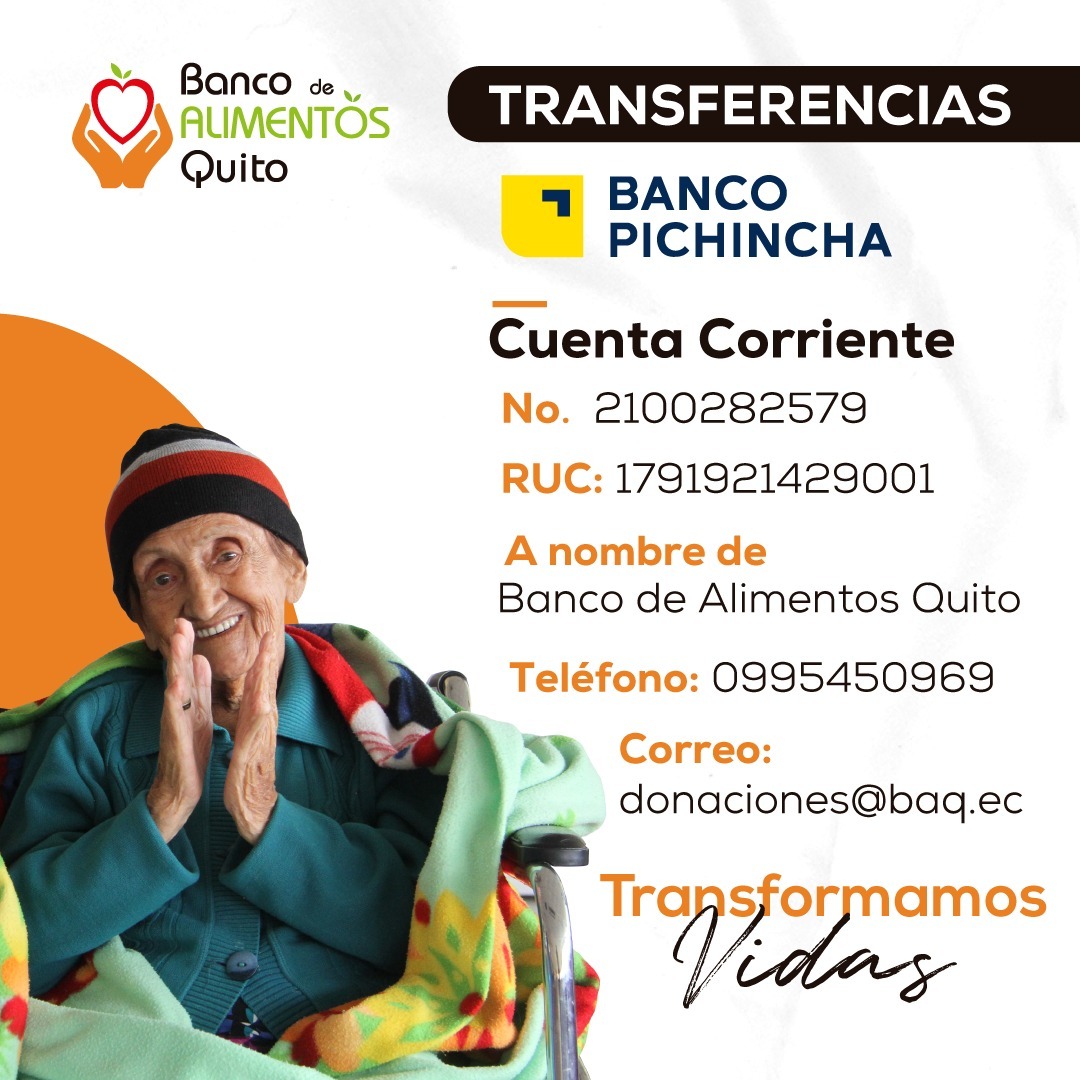 Banco de
ALIMENTOS
Quito
TRANSFERENCIAS
BANCO
PICHINCHA
Cuenta Corriente
No. 2100282579
RUC: 1791921429001
A nombre de
Banco de Alimentos Quito
Teléfono: 0995450969
Correo:
donaciones@baq.ec
Transformamos
Vidas